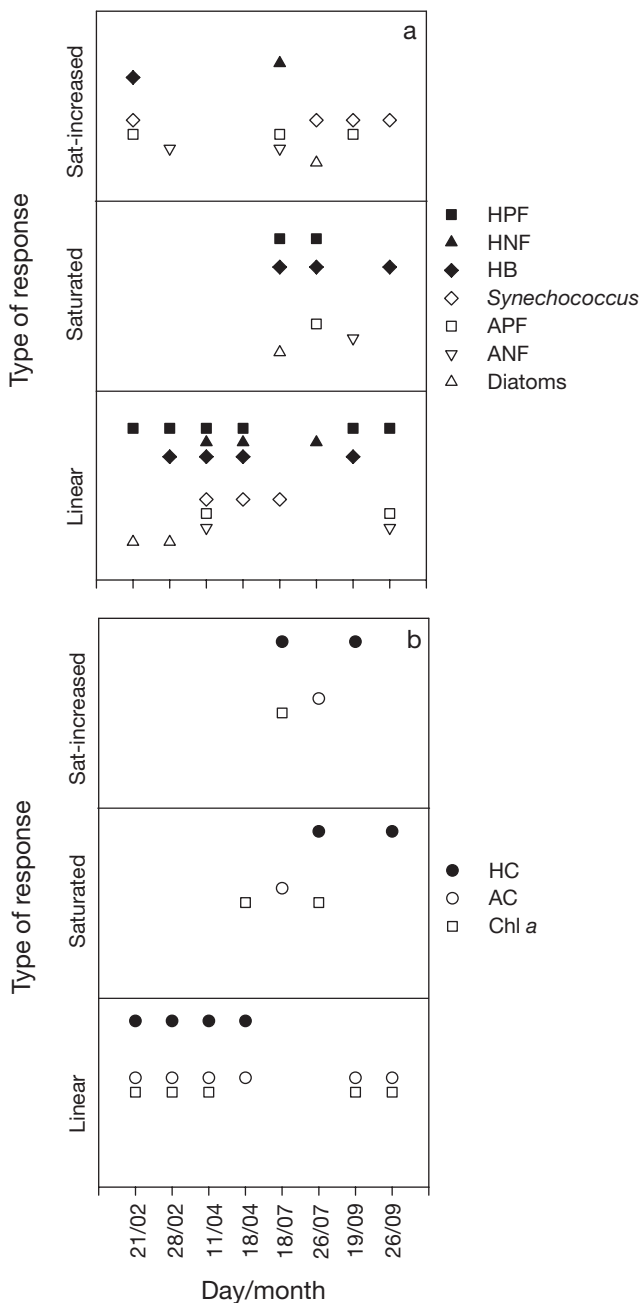 a
Sat-increased
Saturated
Linear
Type of response
HPF
HNF
HB
Synechococcus
APF
ANF
Diatoms
b
Sat-increased
Saturated
Linear
Type of response
HC
AC
Chl a
21/02
28/02
11/04
18/04
18/07
26/07
19/09
26/09
Day/month